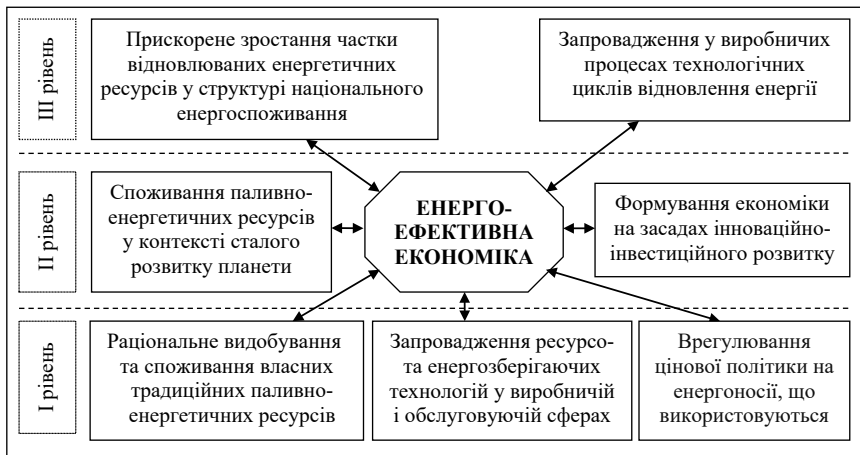 III рівень
Прискорене зростання частки
відновлюваних енергетичних
ресурсів у структурі національного
енергоспоживання
Запровадження у виробничих
процесах технологічних
циклів відновлення енергії
II рівень
Споживання паливно-
енергетичних ресурсів
у контексті сталого
розвитку планети
ЕНЕРГО-
ЕФЕКТИВНА
ЕКОНОМІКА
Формування економіки
на засадах інноваційно-
інвестиційного розвитку
I рівень
Раціональне видобування
та споживання власних
традиційних паливно-
енергетичних ресурсів
Запровадження ресурсо-
та енергозберігаючих
технологій у виробничій
і обслуговуючій сферах
Врегулювання
цінової політики на
енергоносії, що
використовуються